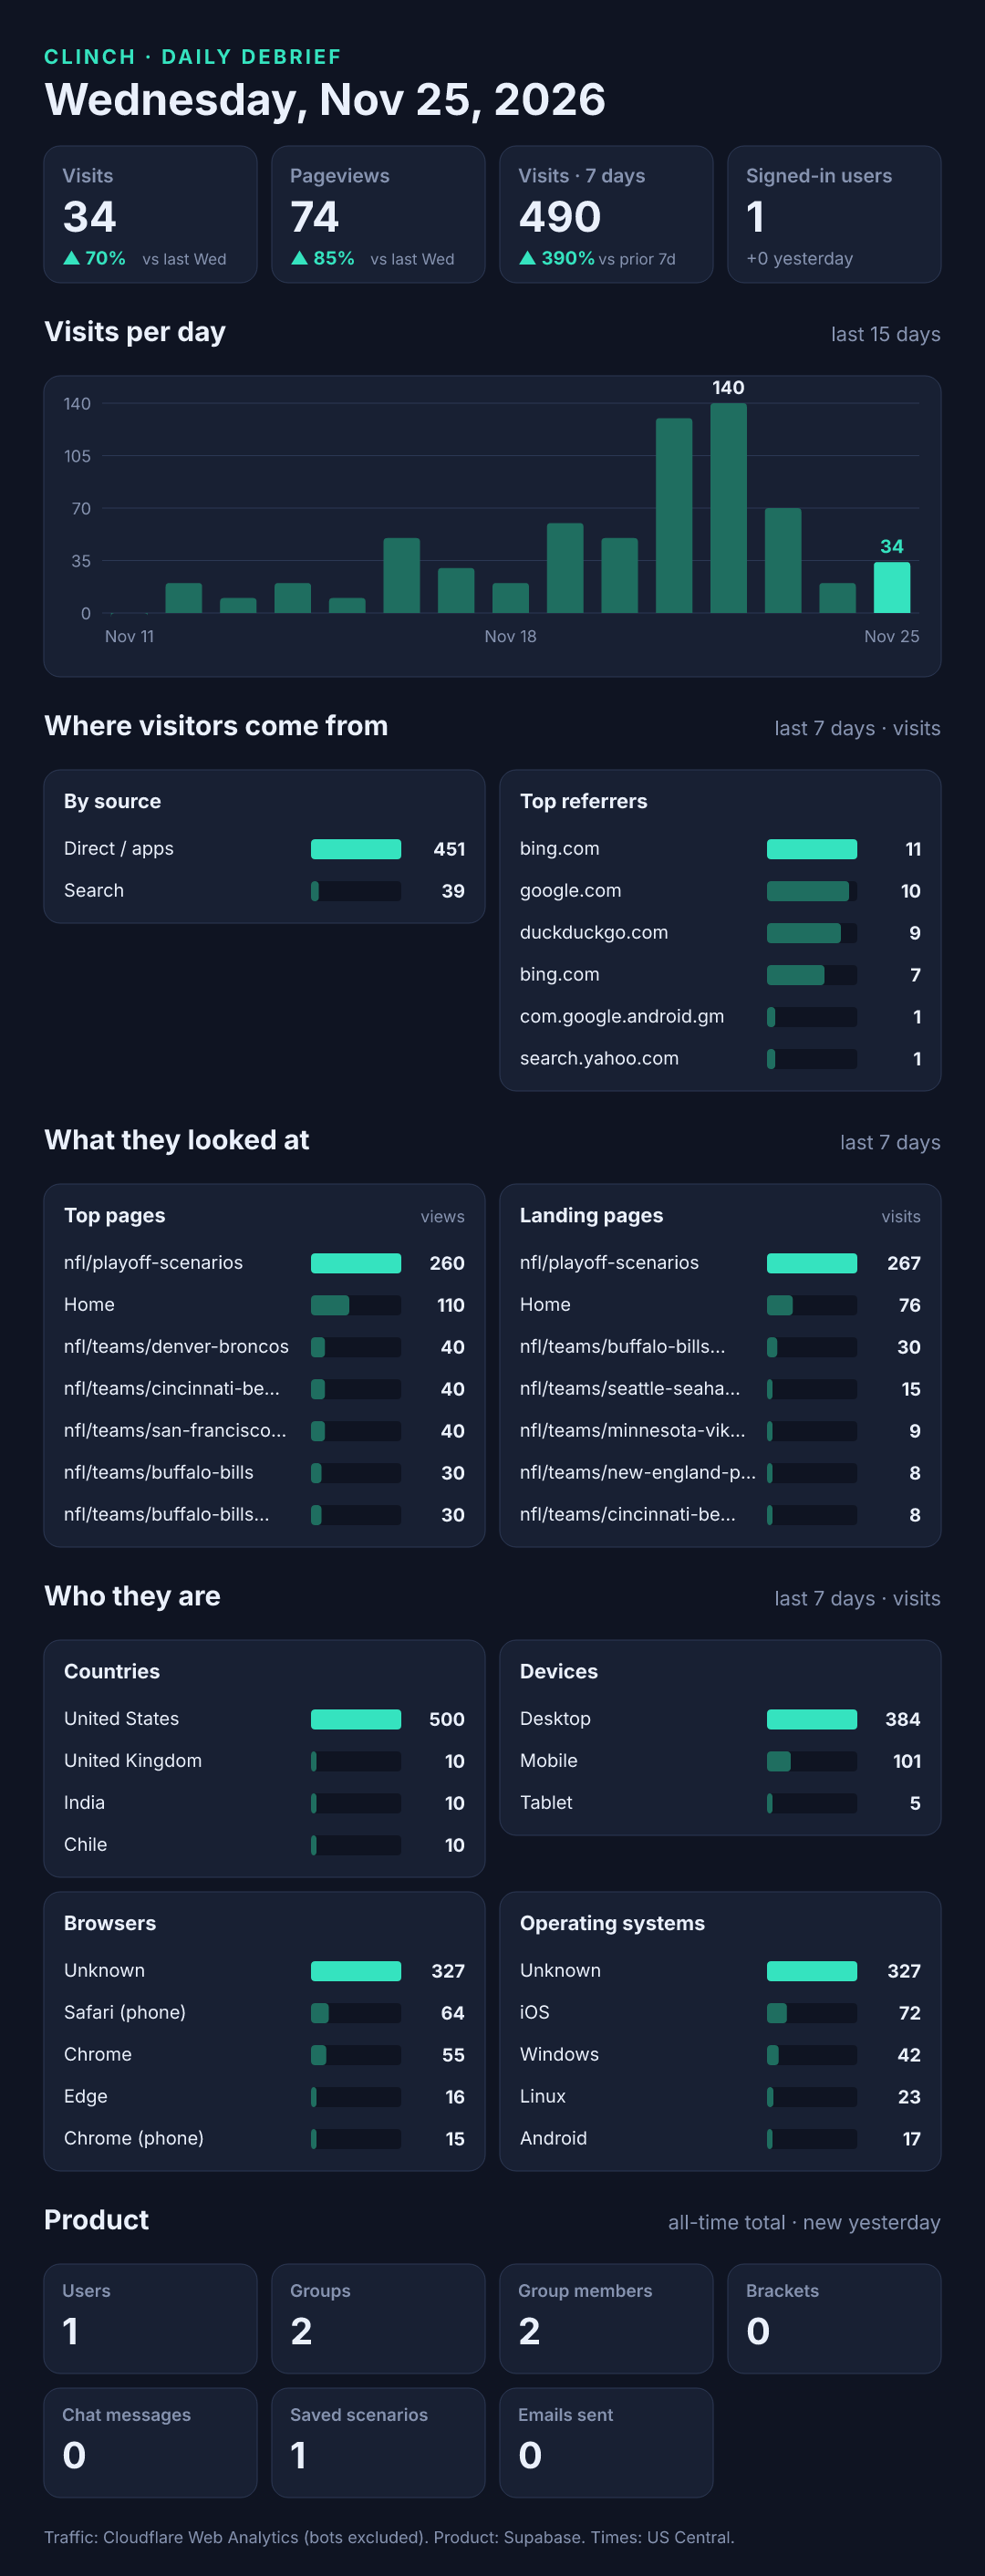 CLINCH · DAILY DEBRIEF
Wednesday, Nov 25, 2026
Visits
34
▲ 70% vs last Wed
Pageviews
74
▲ 85% vs last Wed
Visits · 7 days
490
▲ 390% vs prior 7d
Signed-in users
1
+0 yesterday
Visits per day
last 15 days
140
105
70
35
0
140
34
Nov 11
Nov 18
Nov 25
Where visitors come from
last 7 days · visits
By source
Direct / apps 451
Search 39
Top referrers
bing.com 11
google.com 10
duckduckgo.com 9
bing.com 7
com.google.android.gm 1
search.yahoo.com 1
What they looked at
last 7 days
Top pages views
nfl/playoff-scenarios 260
Home 110
nfl/teams/denver-broncos 40
nfl/teams/cincinnati-be... 40
nfl/teams/san-francisco... 40
nfl/teams/buffalo-bills 30
nfl/teams/buffalo-bills... 30
Landing pages visits
nfl/playoff-scenarios 267
Home 76
nfl/teams/buffalo-bills... 30
nfl/teams/seattle-seaha... 15
nfl/teams/minnesota-vik... 9
nfl/teams/new-england-p... 8
nfl/teams/cincinnati-be... 8
Who they are
last 7 days · visits
Countries
United States 500
United Kingdom 10
India 10
Chile 10
Devices
Desktop 384
Mobile 101
Tablet 5
Browsers
Unknown 327
Safari (phone) 64
Chrome 55
Edge 16
Chrome (phone) 15
Operating systems
Unknown 327
iOS 72
Windows 42
Linux 23
Android 17
Product
all-time total · new yesterday
Users
1
Groups
2
Group members
2
Brackets
0
Chat messages
0
Saved scenarios
1
Emails sent
0
Traffic: Cloudflare Web Analytics (bots excluded). Product: Supabase. Times: US Central.